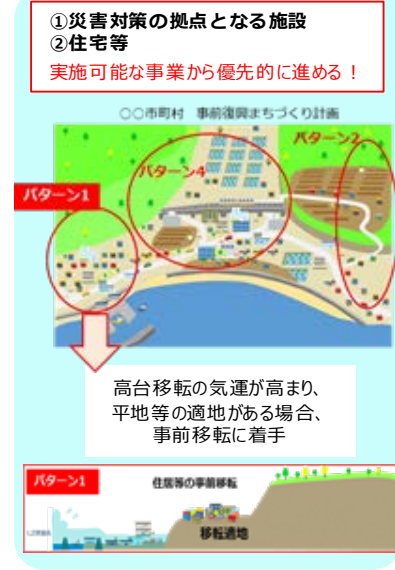 ①災害対策の拠点となる施設
②住宅等
実施可能な事業から優先的に進める！
○○市町村　事前復興まちづくり計画
パターン2
パターン4
パターン1
高台移転の気運が高まり、
平地等の適地がある場合、
事前移転に着手
パターン1
住居等の事前移転
移転適地